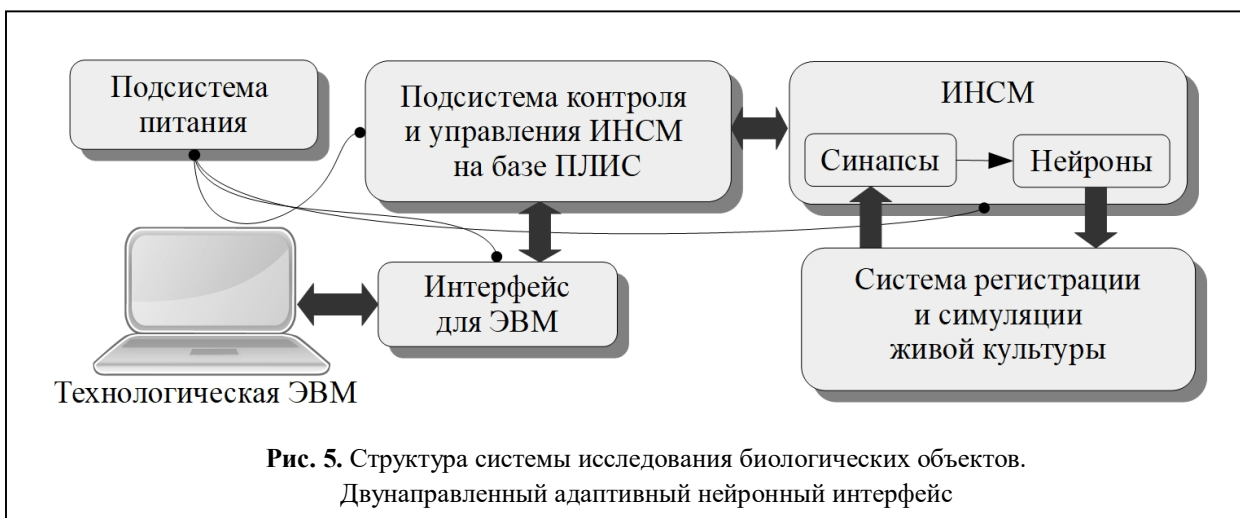 Подсистема
питания
Подсистема контроля
и управления ИНСМ
на базе ПЛИС
ИНСМ
Синапсы
Нейроны
Интерфейс
для ЭВМ
Система регистрации
и симуляции
живой культуры
Технологическая ЭВМ
Рис. 5. Структура системы исследования биологических объектов.
Двунаправленный адаптивный нейронный интерфейс